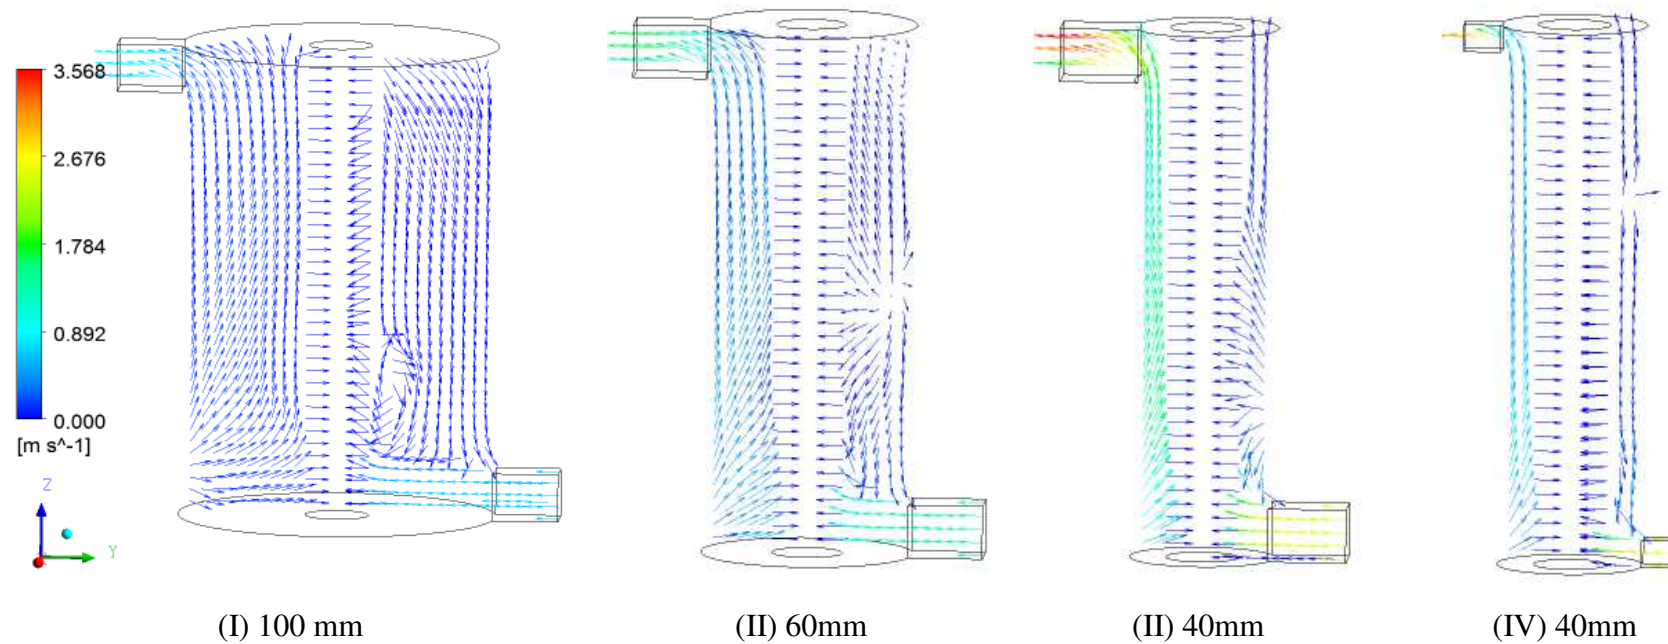 3.568
2.676
1.784
0.892
0.000
[m s^-1]
Z
Y
(I) 100 mm
(II) 60mm
(II) 40mm
(IV) 40mm